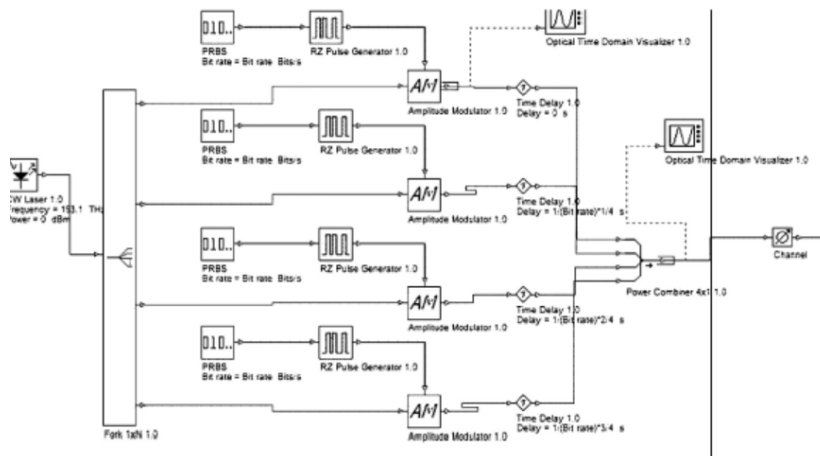 010..
PRBS
Bit rate = Bit rate Bits/s
RZ Pulse Generator 1.0
Optical Time Domain Visualizer 1.0
A/V
Amplitude Modulator 1.0
Time Delay 1.0
Delay = 0 s
010..
PRBS
Bit rate = Bit rate Bits/s
RZ Pulse Generator 1.0
Optical Time Domain Visualizer 1.0
CW Laser 1.0
Frequency = 193.1 THz
Power = 0 dBm
A/V
Amplitude Modulator 1.0
Time Delay 1.0
Delay = 1/(Bit rate)*1/4 s
010..
PRBS
Bit rate = Bit rate Bits/s
RZ Pulse Generator 1.0
Channel
Power Combiner 4x1 1.0
A/V
Amplitude Modulator 1.0
Time Delay 1.0
Delay = 1/(Bit rate)*2/4 s
010..
PRBS
Bit rate = Bit rate Bits/s
RZ Pulse Generator 1.0
A/V
Amplitude Modulator 1.0
Time Delay 1.0
Delay = 1/(Bit rate)*3/4 s
Fork 1xN 1.0